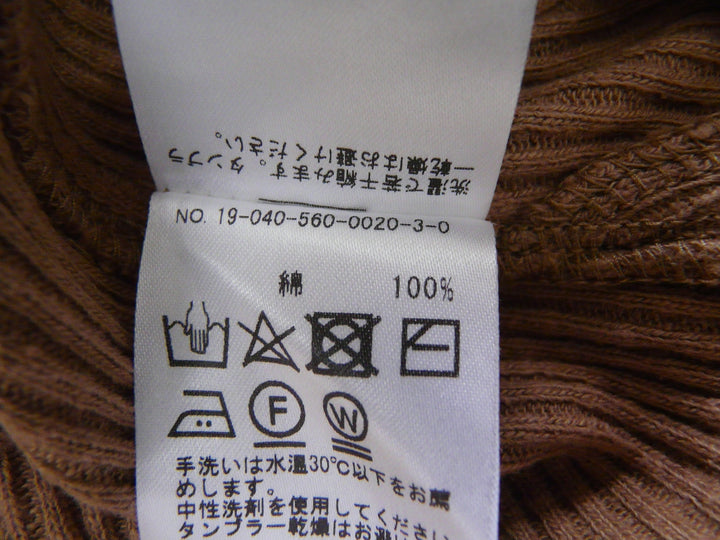 洗濯で若干縮みます。タンブラ
ー乾燥はお避けください。
NO. 19-040-560-0020-3-0
綿 100%
F W
手洗いは水温30℃以下をお薦
めします。
中性洗剤を使用してください
タンブラー乾燥はお避け